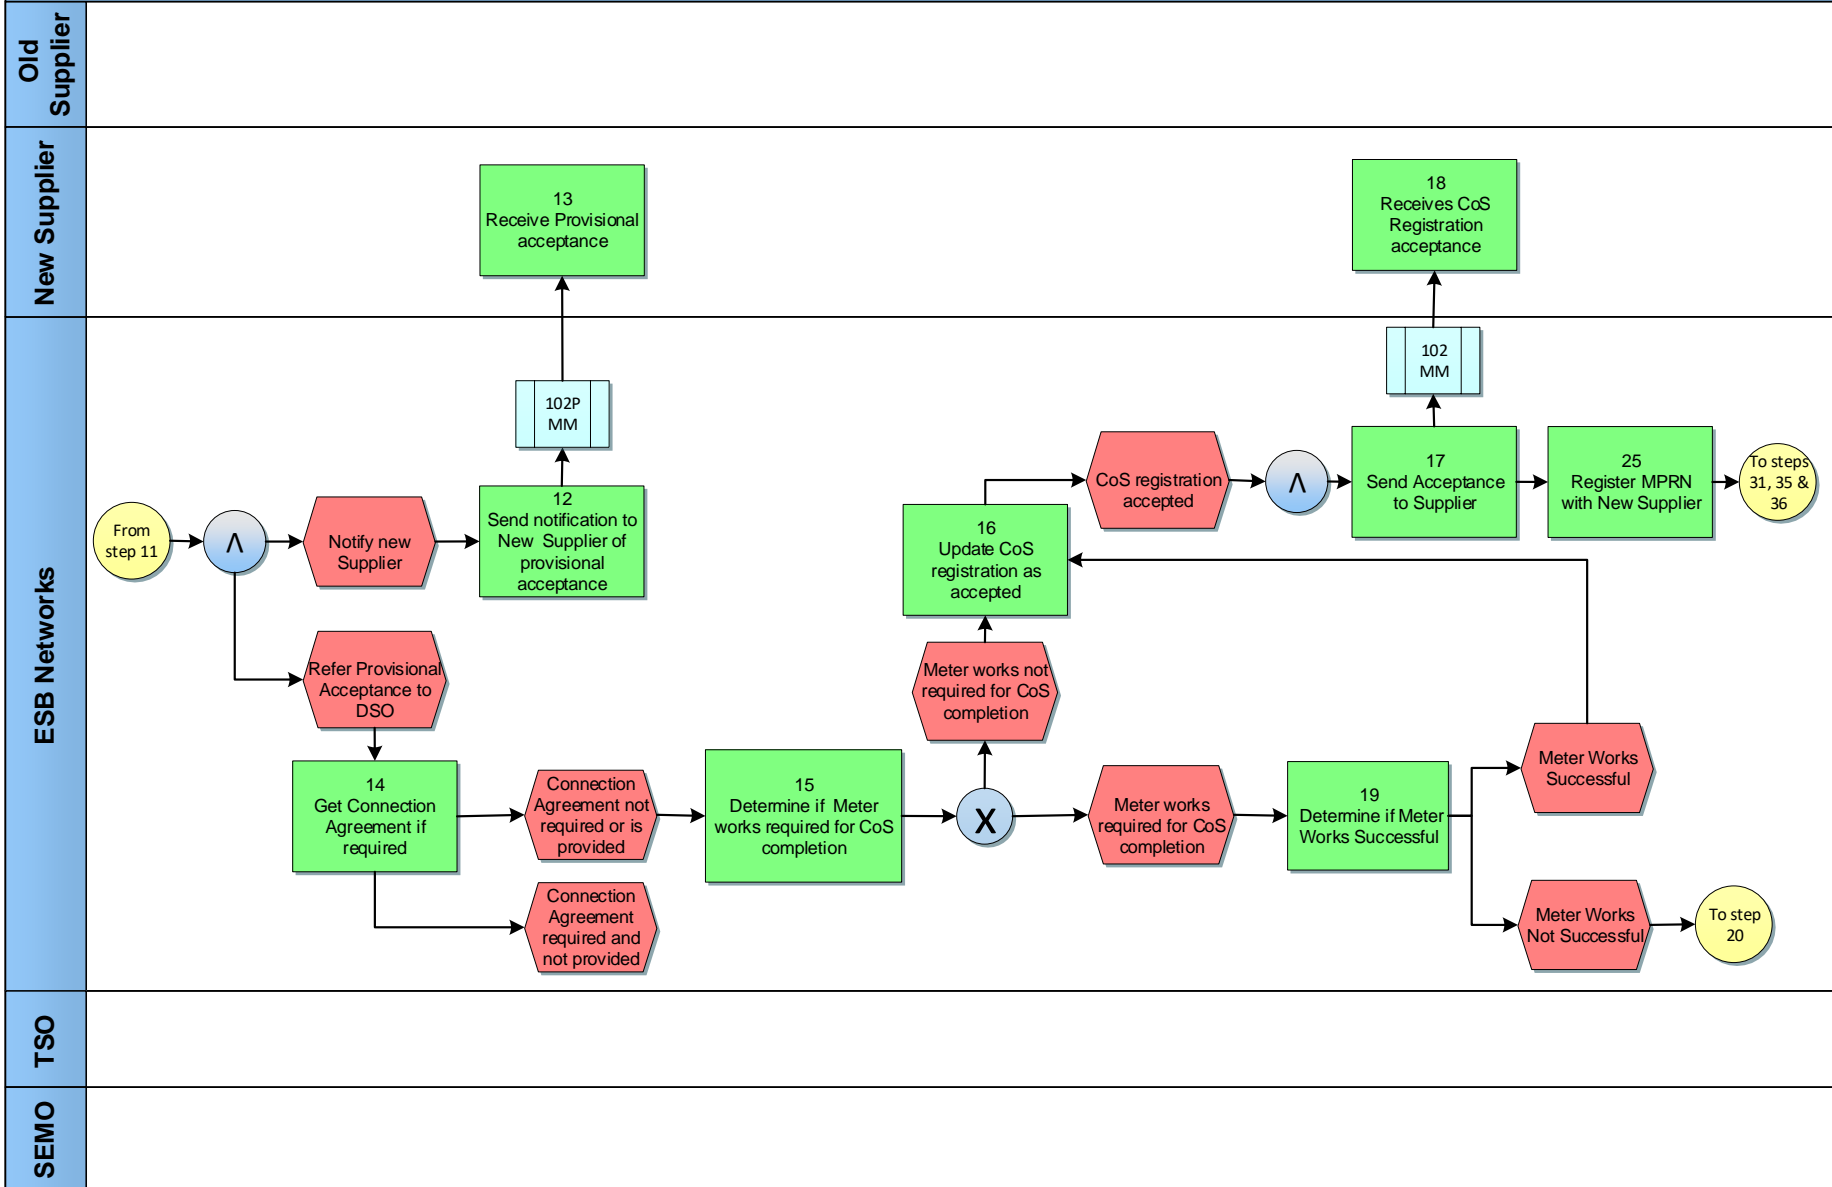 Old
Supplier
New Supplier
13
Receive Provisional
acceptance
18
Receives CoS
Registration
acceptance
ESB Networks
102
MM
102P
MM
From
step 11
Λ
Notify new
Supplier
12
Send notification to
New Supplier of
provisional
acceptance
16
Update CoS
registration as
accepted
CoS registration
accepted
Λ
17
Send Acceptance
to Supplier
25
Register MPRN
with New Supplier
To steps
31, 35 &
36
Refer Provisional
Acceptance to
DSO
Meter works not
required for CoS
completion
14
Get Connection
Agreement if
required
Connection
Agreement not
required or is
provided
15
Determine if Meter
works required for CoS
completion
X
Meter works
required for CoS
completion
19
Determine if Meter
Works Successful
Meter Works
Successful
Connection
Agreement
required and
not provided
Meter Works
Not Successful
To step
20
TSO
SEMO